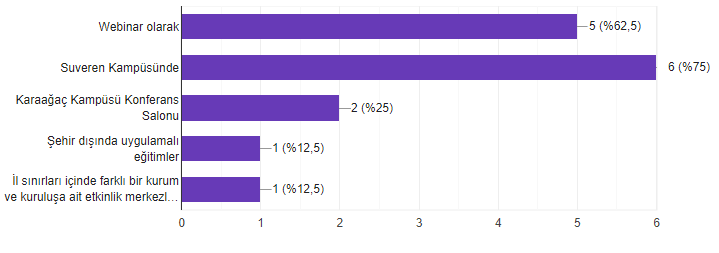 Webinar olarak
5 (%62,5)
Suveren Kampüsünde
6 (%75)
Karaağaç Kampüsü Konferans
Salonu
2 (%25)
Şehir dışında uygulamalı
eğitimler
1 (%12,5)
İl sınırları içinde farklı bir kurum
ve kuruluşa ait etkinlik merkezl…
1 (%12,5)
0 1 2 3 4 5 6